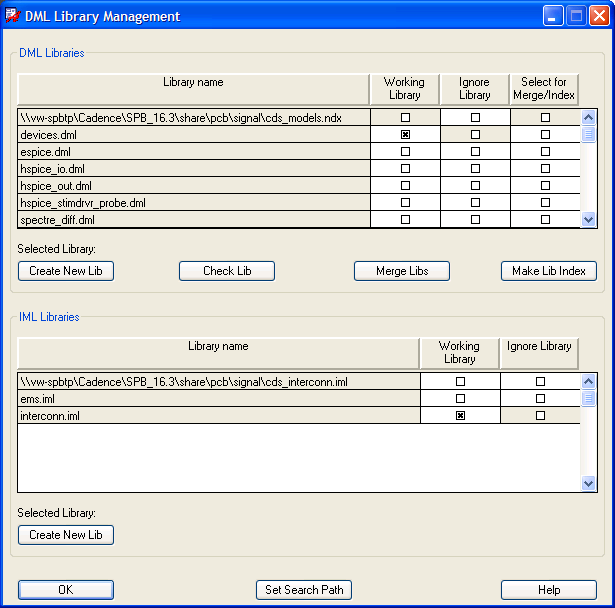 DML Library Management
DML Libraries
Library name Working Library Ignore Library Select for Merge/Index
\\vw-spbtp\Cadence\SPB_16.3\share\pcb\signal\cds_models.ndx
devices.dml
espice.dml
hspice_io.dml
hspice_out.dml
hspice_stimdrvr_probe.dml
spectre_diff.dml
Selected Library:
Create New Lib Check Lib Merge Libs Make Lib Index
IML Libraries
Library name Working Library Ignore Library
\\vw-spbtp\Cadence\SPB_16.3\share\pcb\signal\cds_interconn.iml
ems.iml
interconn.iml
Selected Library:
Create New Lib
OK Set Search Path Help